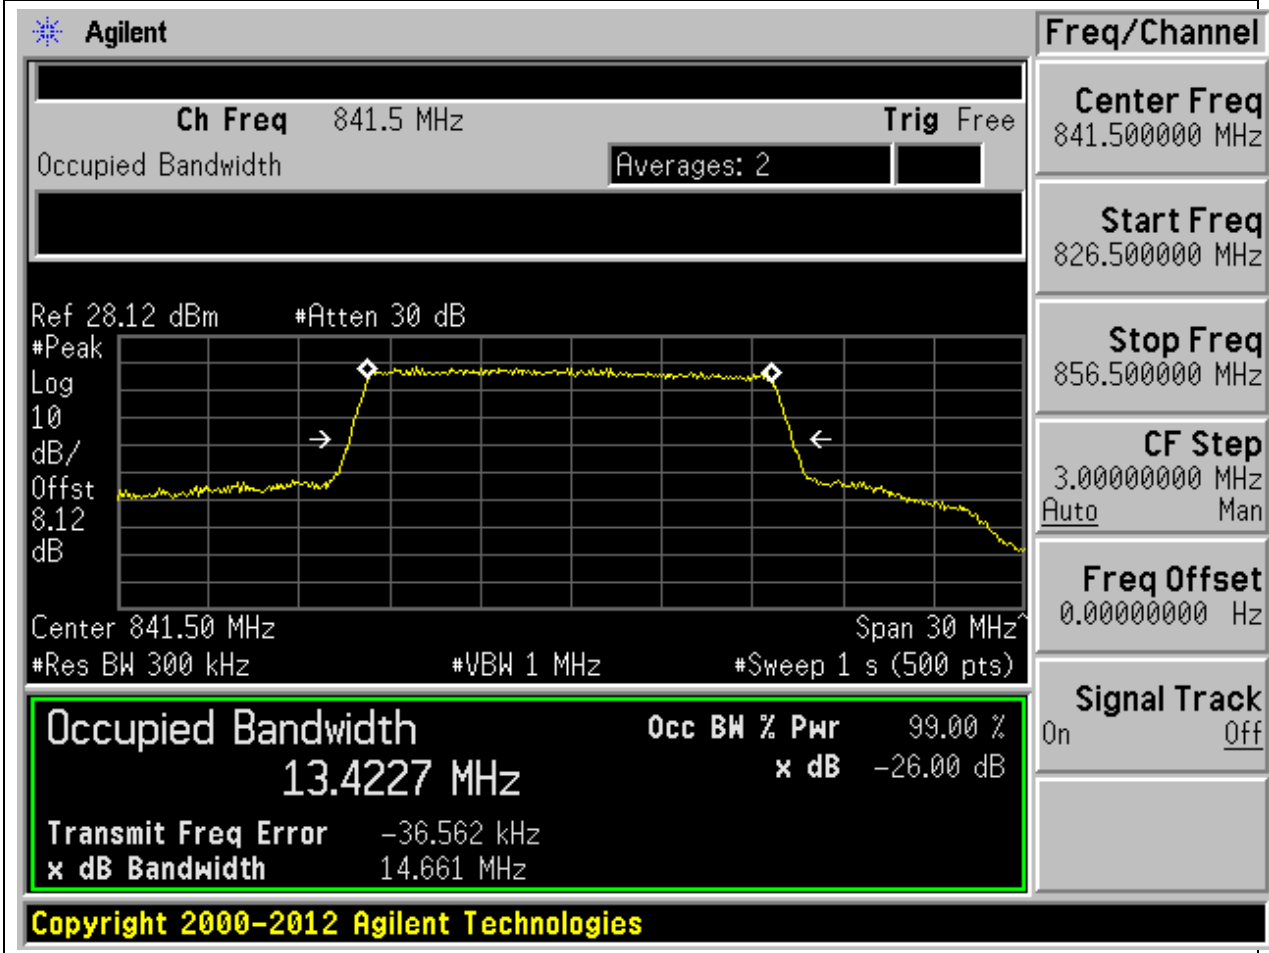 Agilent
Freq/Channel
Ch Freq 841.5 MHz Trig Free
Occupied Bandwidth Averages: 2
Center Freq
841.500000 MHz
Start Freq
826.500000 MHz
Stop Freq
856.500000 MHz
CF Step
3.00000000 MHz
Auto Man
Freq Offset
0.00000000 Hz
Signal Track
On Off
Ref 28.12 dBm #Atten 30 dB
#Peak
Log
10
dB/
Offst
8.12
dB
Center 841.50 MHz Span 30 MHz^
#Res BW 300 kHz #VBW 1 MHz #Sweep 1 s (500 pts)
Occupied Bandwidth Occ BW % Pwr 99.00 %
13.4227 MHz x dB -26.00 dB
Transmit Freq Error -36.562 kHz
x dB Bandwidth 14.661 MHz
Copyright 2000-2012 Agilent Technologies